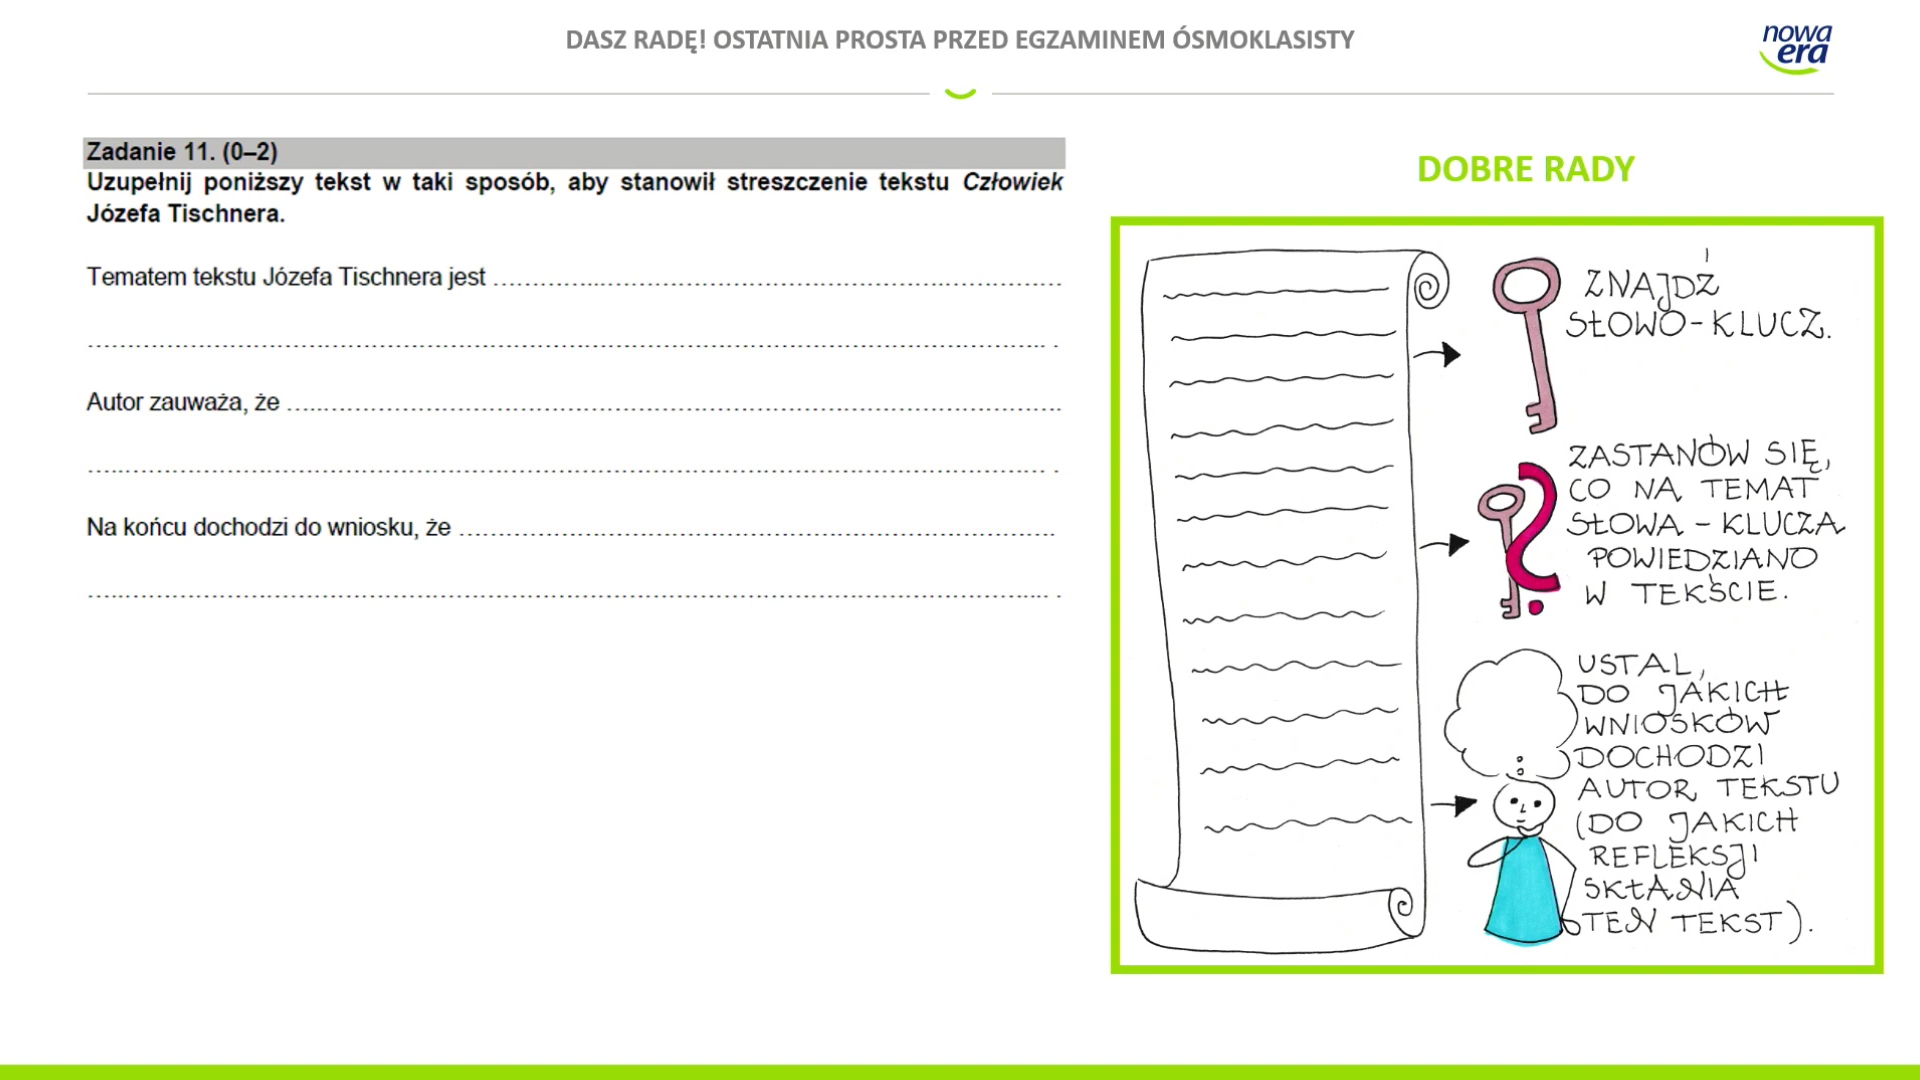 DASZ RADĘ! OSTATNIA PROSTA PRZED EGZAMINEM ÓSMOKLASISTY
nowa
era
Zadanie 11. (0–2)
Uzupełnij poniższy tekst w taki sposób, aby stanowił streszczenie tekstu Człowiek
Józefa Tischnera.
Tematem tekstu Józefa Tischnera jest ................................................................
................................................................................................ .
Autor zauważa, że ................................................................................
................................................................................................ .
Na końcu dochodzi do wniosku, że ................................................................
................................................................................................ .
DOBRE RADY
ZNAJDŹ
SŁOWO-KLUCZ.
ZASTANÓW SIĘ,
CO NA TEMAT
SŁOWA - KLUCZA
POWIEDZIANO
W TEKŚCIE.
USTAL,
DO JAKICH
WNIOSKÓW
DOCHODZI
AUTOR TEKSTU
(DO JAKICH
REFLEKSJI
SKŁANIA
TEN TEKST).